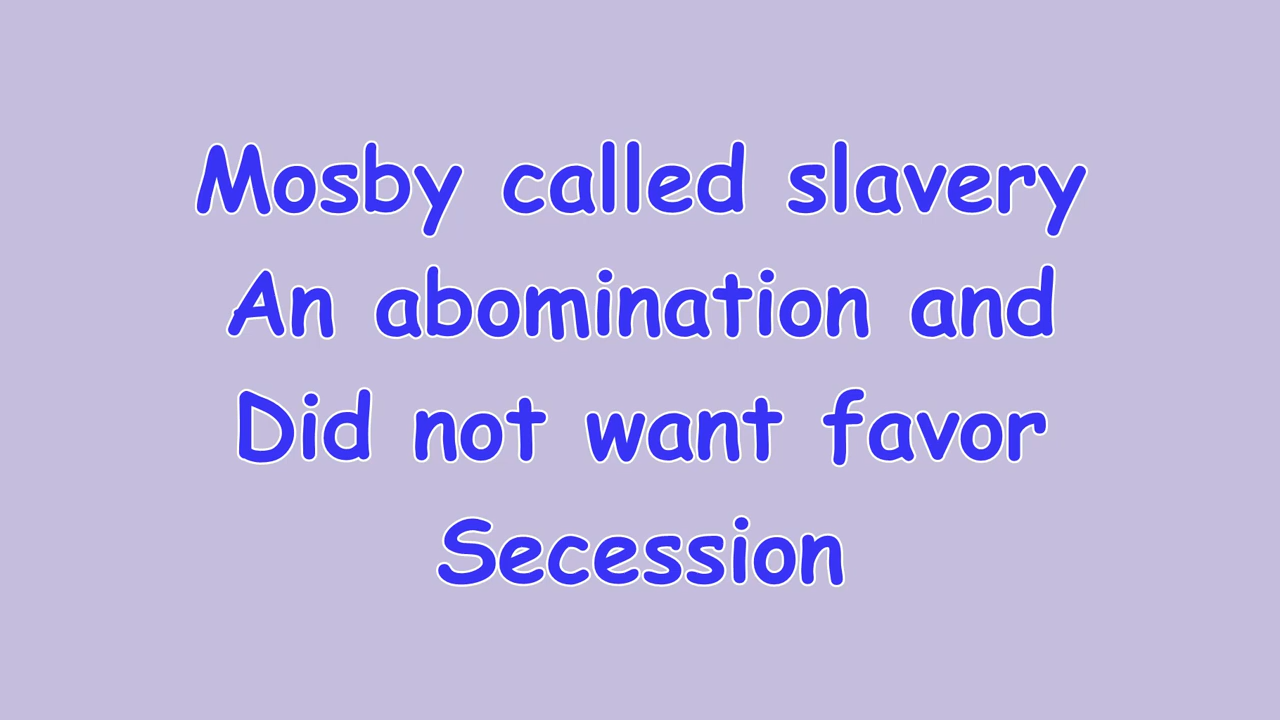 Mosby called slavery
An abomination and
Did not want favor
Secession